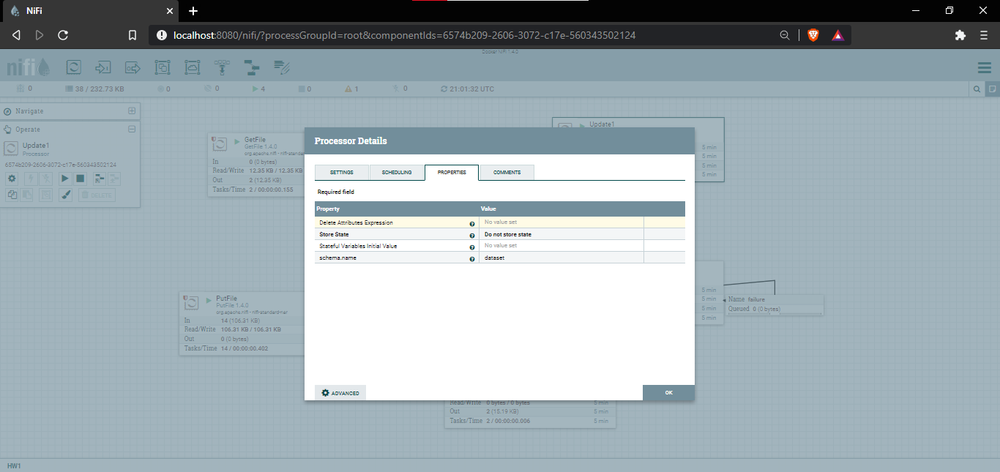 NiFi
localhost:8080/nifi/?processGroupId=root&componentIds=6574b209-2606-3072-c17e-560343502124
nifi
0
38 / 232.73 KB
0
0
4
0
1
0
21:01:32 UTC
Navigate
Operate
Update1
Processor
6574b209-2606-3072-c17e-560343502124
DELETE
GetFile
GetFile 1.4.0
org.apache.nifi - nifi-standar
In 0 (0 bytes)
Read/Write 12.35 KB / 12.35 KB
Out 2 (12.35 KB)
Tasks/Time 2 / 00:00:00.155
Update1
5 min
5 min
5 min
5 min
Processor Details
SETTINGS
SCHEDULING
PROPERTIES
COMMENTS
Required field
Property Value
Delete Attributes Expression No value set
Store State Do not store state
Stateful Variables Initial Value No value set
schema.name dataset
ADVANCED
OK
PutFile
PutFile 1.4.0
org.apache.nifi - nifi-standard-nar
In 14 (106.31 KB)
Read/Write 106.31 KB / 106.31 KB
Out 0 (0 bytes)
Tasks/Time 14 / 00:00:00.402
5 min
5 min
5 min
5 min
Name failure
Queued 0 (0 bytes)
Read/Write 0 bytes / 0 bytes 5 min
Out 2 (15.19 KB) 5 min
Tasks/Time 2 / 00:00:00.006 5 min
HW1